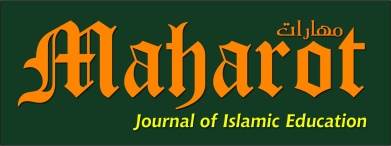 مهارات
Maharot
Journal of Islamic Education